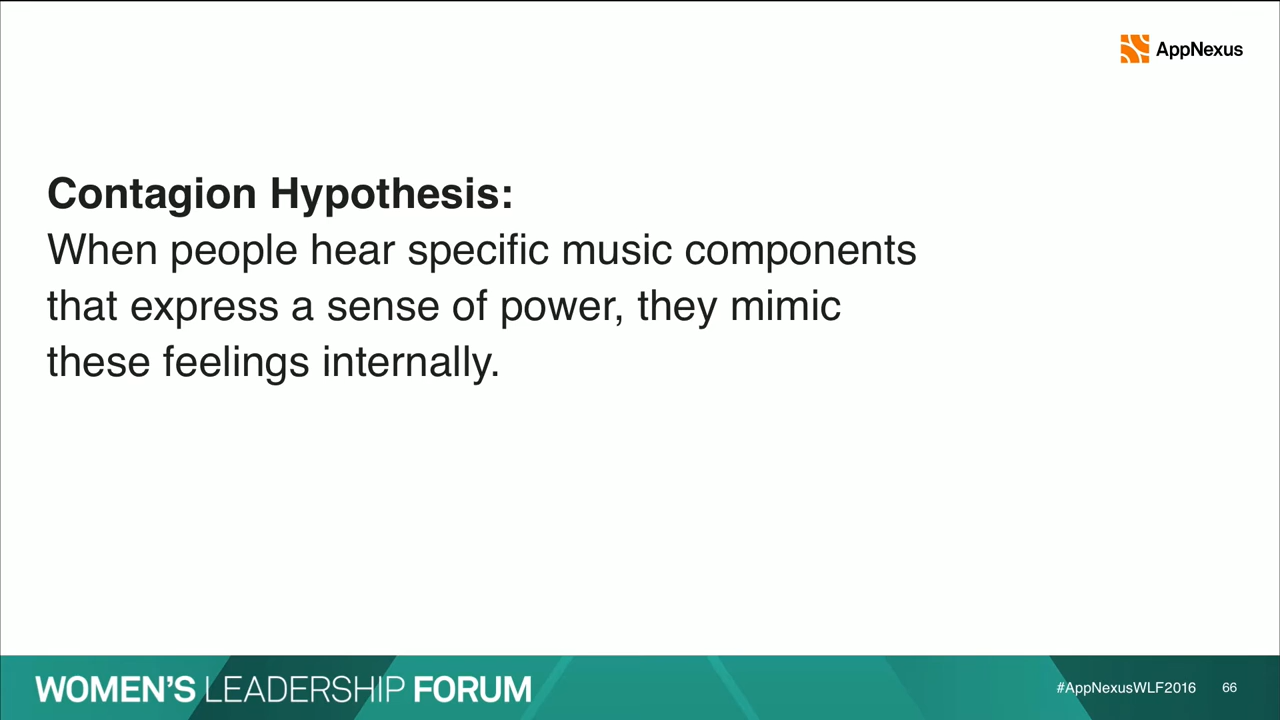 AppNexus
Contagion Hypothesis:
When people hear specific music components
that express a sense of power, they mimic
these feelings internally.
WOMEN'S LEADERSHIP FORUM
#AppNexusWLF2016 66